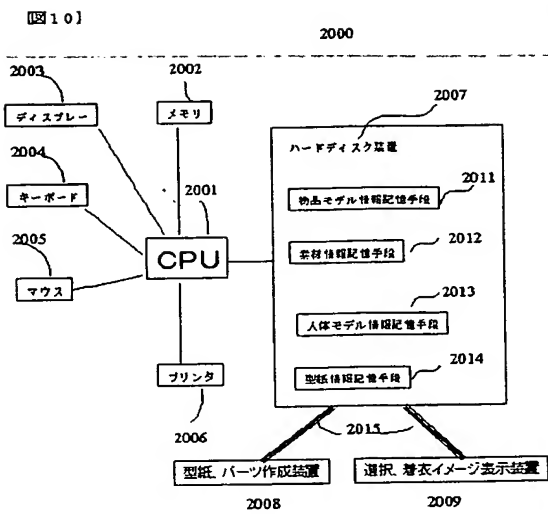 【図10】
2000
2003
2002
2007
ディスプレー
メモリ
ハードディスク装置
2004
2001
2011
キーボード
物品モデル情報記憶手段
2005
CPU
2012
素材情報記憶手段
マウス
2013
人体モデル情報記憶手段
プリンタ
2014
型紙情報記憶手段
2006
2015
型紙、パーツ作成装置
選択、着衣イメージ表示装置
2008
2009